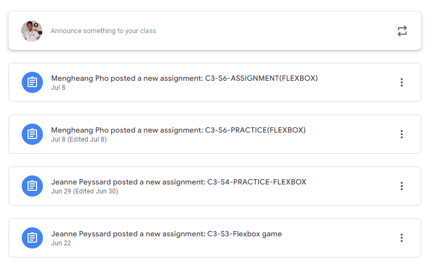 Announce something to your class
Mengheang Pho posted a new assignment: C3-S6-ASSIGNMENT(FLEXBOX)
Jul 8
Mengheang Pho posted a new assignment: C3-S6-PRACTICE(FLEXBOX)
Jul 8 (Edited Jul 8)
Jeanne Peyssard posted a new assignment: C3-S4-PRACTICE-FLEXBOX
Jun 29 (Edited Jun 30)
Jeanne Peyssard posted a new assignment: C3-S3-Flexbox game
Jun 22